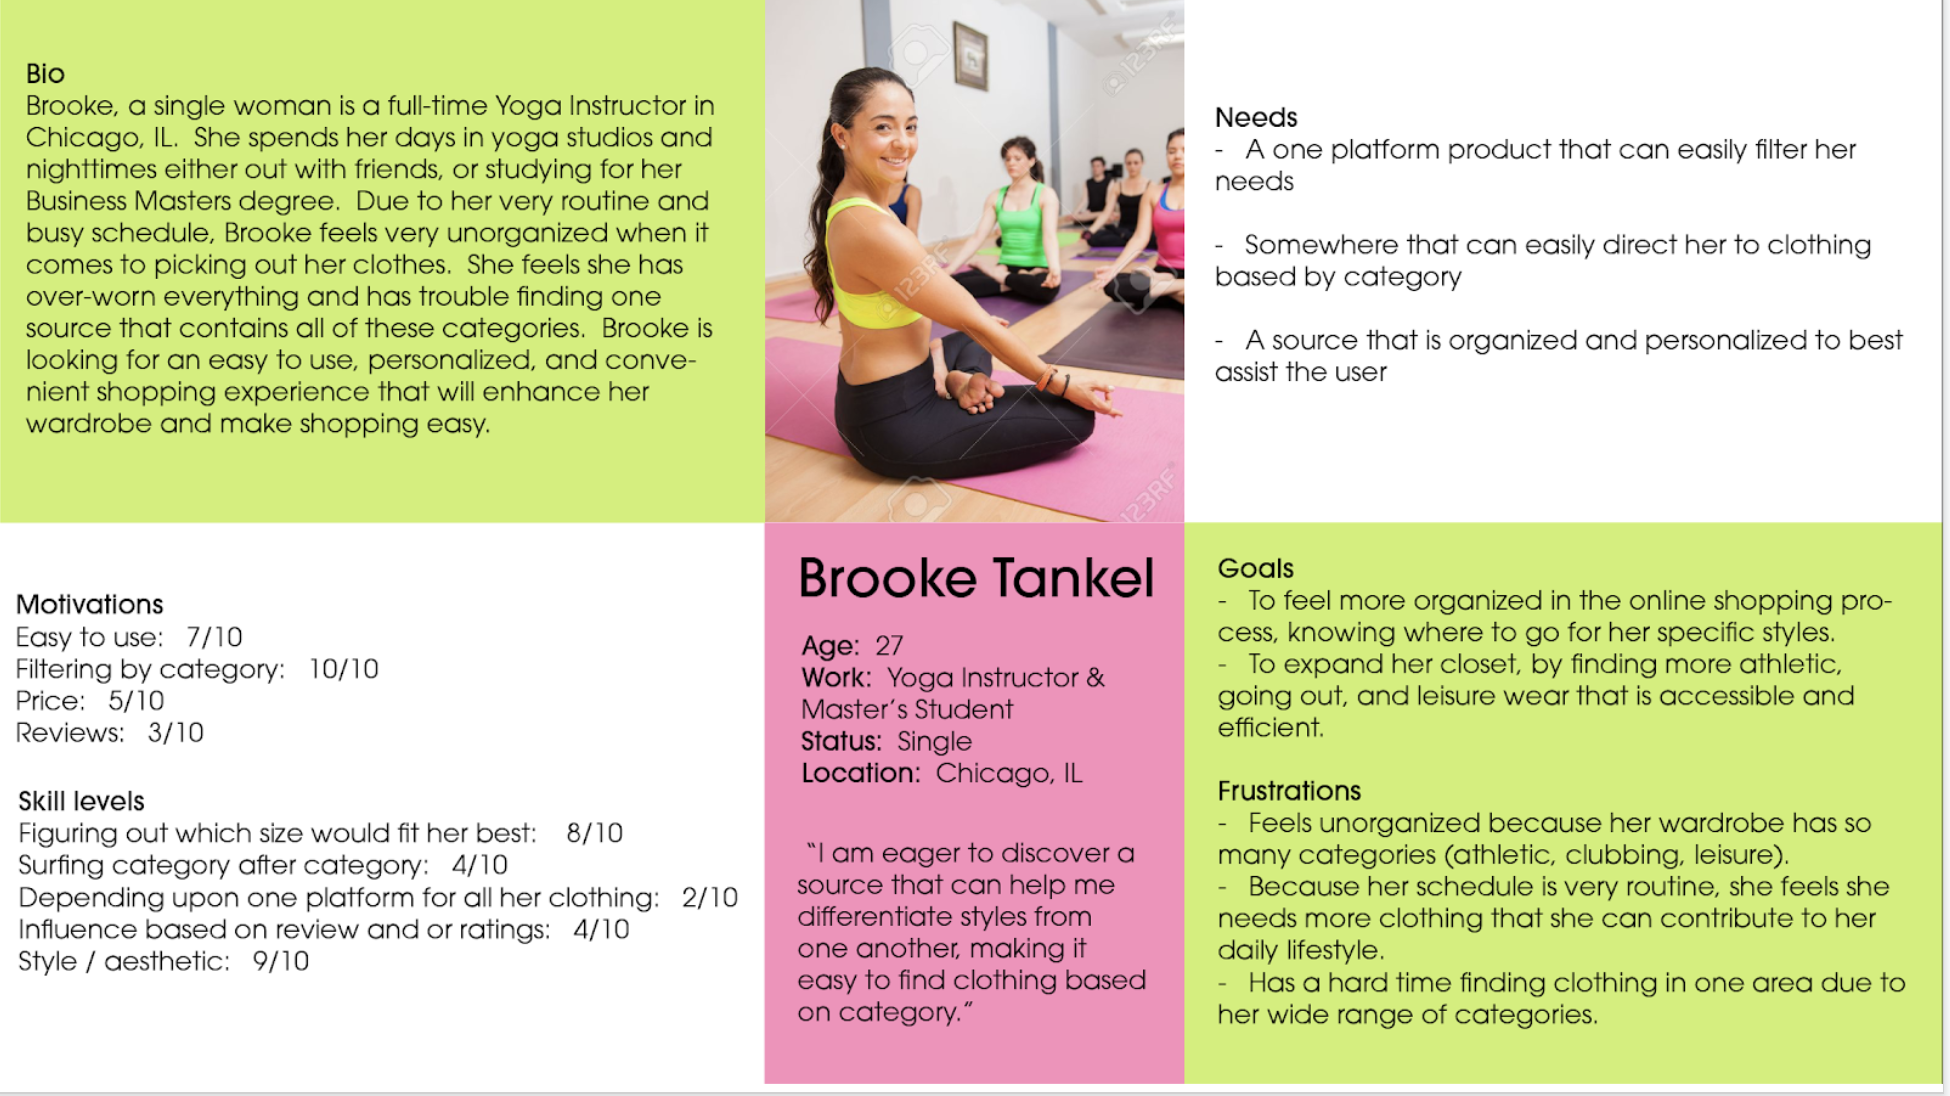 Bio
Brooke, a single woman is a full-time Yoga Instructor in
Chicago, IL.  She spends her days in yoga studios and
nighttimes either out with friends, or studying for her
Business Masters degree.  Due to her very routine and
busy schedule, Brooke feels very unorganized when it
comes to picking out her clothes.  She feels she has
over-worn everything and has trouble finding one
source that contains all of these categories.  Brooke is
looking for an easy to use, personalized, and conve-
nient shopping experience that will enhance her
wardrobe and make shopping easy.
123RF
123RF
123RF
123RF
Needs
-   A one platform product that can easily filter her
needs
-   Somewhere that can easily direct her to clothing
based by category
-   A source that is organized and personalized to best
assist the user
Motivations
Easy to use:   7/10
Filtering by category:   10/10
Price:   5/10
Reviews:   3/10
Skill levels
Figuring out which size would fit her best:   8/10
Surfing category after category:   4/10
Depending upon one platform for all her clothing:   2/10
Influence based on review and or ratings:   4/10
Style / aesthetic:   9/10
Brooke Tankel
Age:  27
Work:  Yoga Instructor &
Master’s Student
Status:  Single
Location:  Chicago, IL
“I am eager to discover a
source that can help me
differentiate styles from
one another, making it
easy to find clothing based
on category.”
Goals
-   To feel more organized in the online shopping pro-
cess, knowing where to go for her specific styles.
-   To expand her closet, by finding more athletic,
going out, and leisure wear that is accessible and
efficient.
Frustrations
-   Feels unorganized because her wardrobe has so
many categories (athletic, clubbing, leisure).
-   Because her schedule is very routine, she feels she
needs more clothing that she can contribute to her
daily lifestyle.
-   Has a hard time finding clothing in one area due to
her wide range of categories.